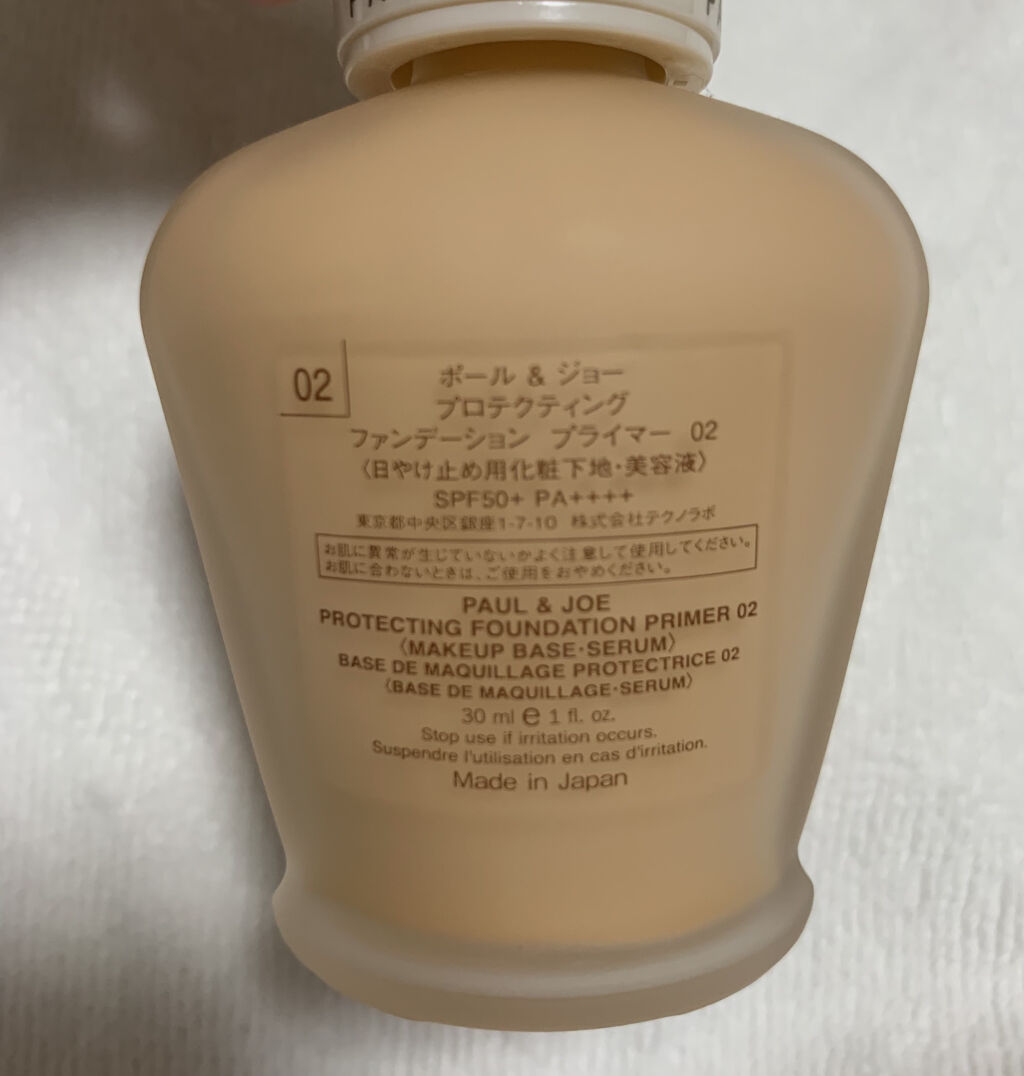 02
ポール & ジョー
プロテクティング
ファンデーション プライマー 02
〈日やけ止め用化粧下地・美容液〉
SPF50+ PA++++
東京都中央区銀座1-7-10 株式会社テクノラボ
お肌に異常が生じていないかよく注意して使用してください。
お肌に合わないときは、ご使用をおやめください。
PAUL & JOE
PROTECTING FOUNDATION PRIMER 02
〈MAKEUP BASE・SERUM〉
BASE DE MAQUILLAGE PROTECTRICE 02
〈BASE DE MAQUILLAGE・SERUM〉
30 ml ℮ 1 fl. oz.
Stop use if irritation occurs.
Suspendre l'utilisation en cas d'irritation.
Made in Japan